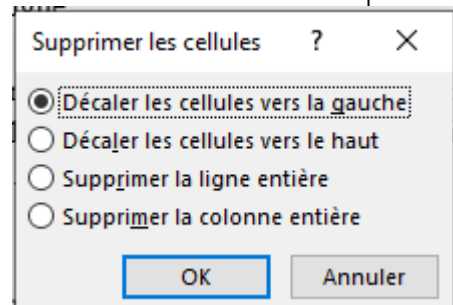 Supprimer les cellules ? ×
Décaler les cellules vers la gauche
Décaler les cellules vers le haut
Supprimer la ligne entière
Supprimer la colonne entière
OK Annuler